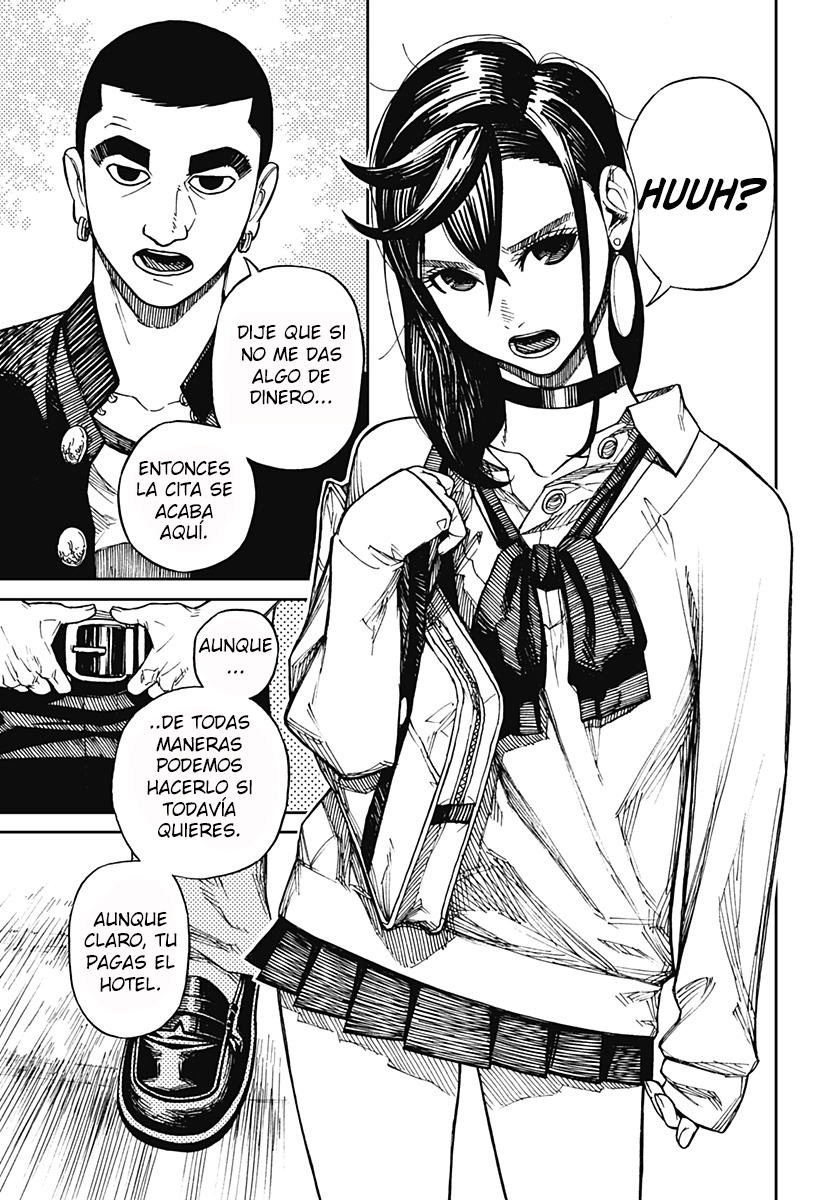 HUUH?
DIJE QUE SI
NO ME DAS
ALGO DE
DINERO...
ENTONCES
LA CITA SE
ACABA
AQUÍ.
AUNQUE
...
..DE TODAS
MANERAS
PODEMOS
HACERLO SI
TODAVÍA
QUIERES.
AUNQUE
CLARO, TU
PAGAS EL
HOTEL.